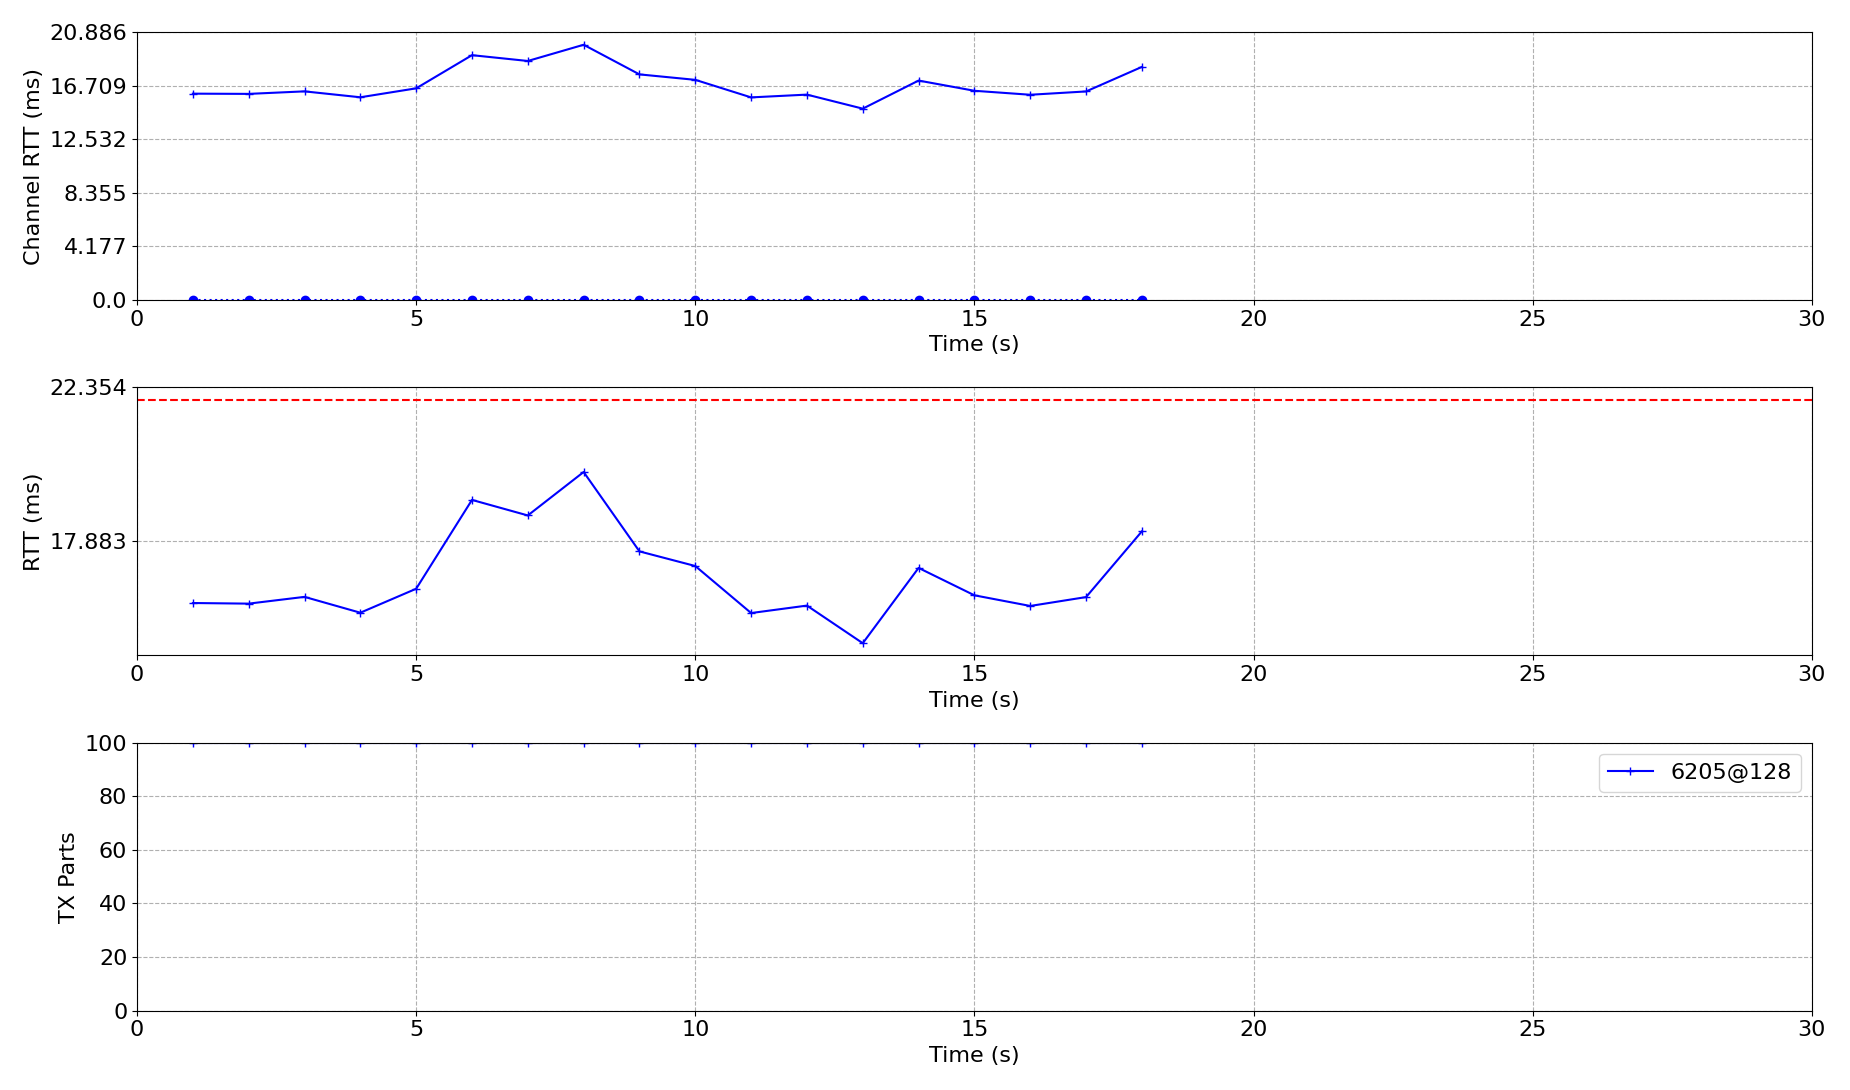 20.886
16.709
12.532
8.355
4.177
0.0
Channel RTT (ms)
0 5 10 15 20 25 30
Time (s)
22.354
17.883
RTT (ms)
0 5 10 15 20 25 30
Time (s)
100
80
60
40
20
0
TX Parts
6205@128
0 5 10 15 20 25 30
Time (s)